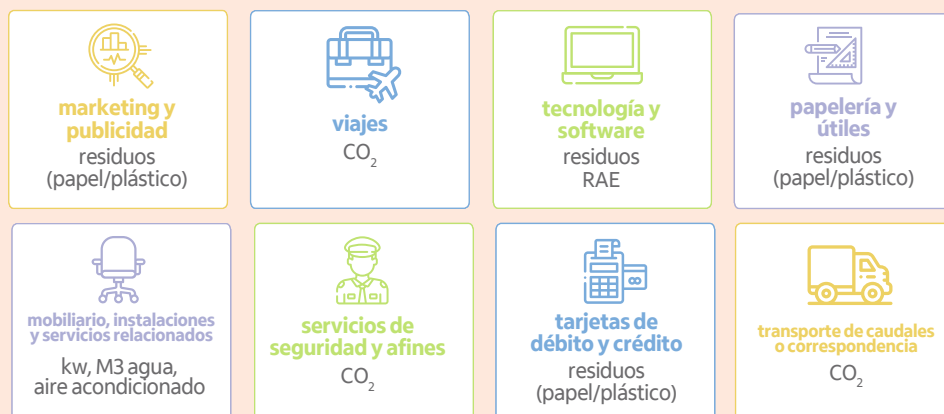 marketing y
publicidad
residuos
(papel/plástico)
viajes
CO₂
tecnología y
software
residuos
RAE
papelería y
útiles
residuos
(papel/plástico)
mobiliario, instalaciones
y servicios relacionados
kw, M3 agua,
aire acondicionado
servicios de
seguridad y afines
CO₂
tarjetas de
débito y crédito
residuos
(papel/plástico)
transporte de caudales
o correspondencia
CO₂